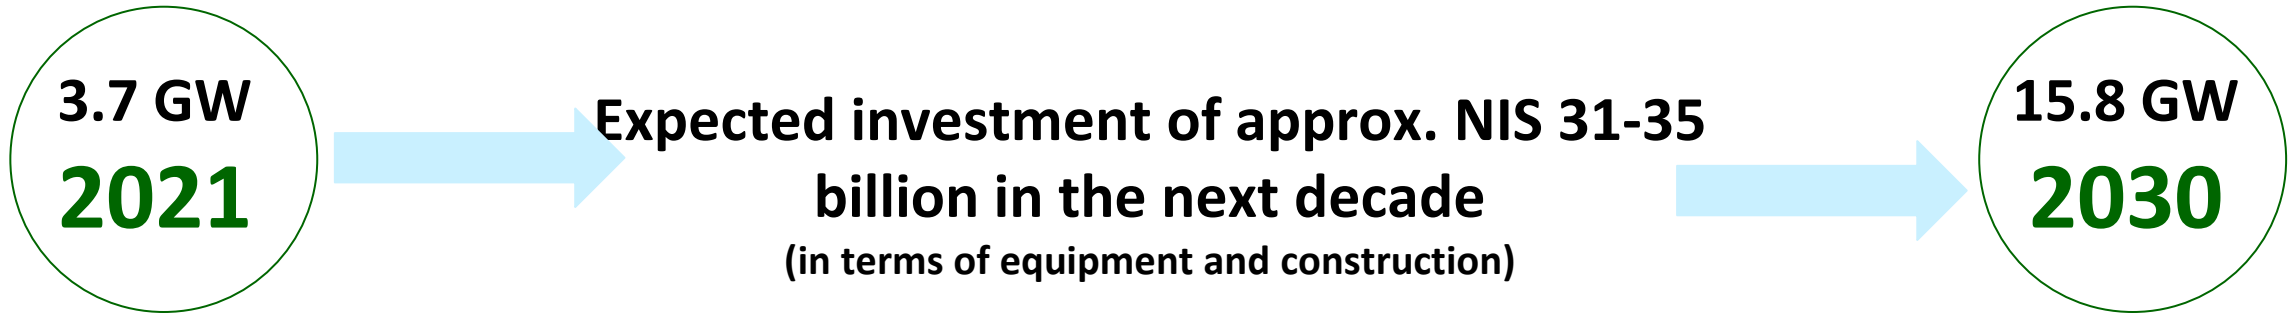 3.7 GW
2021
Expected investment of approx. NIS 31-35
billion in the next decade
(in terms of equipment and construction)
15.8 GW
2030